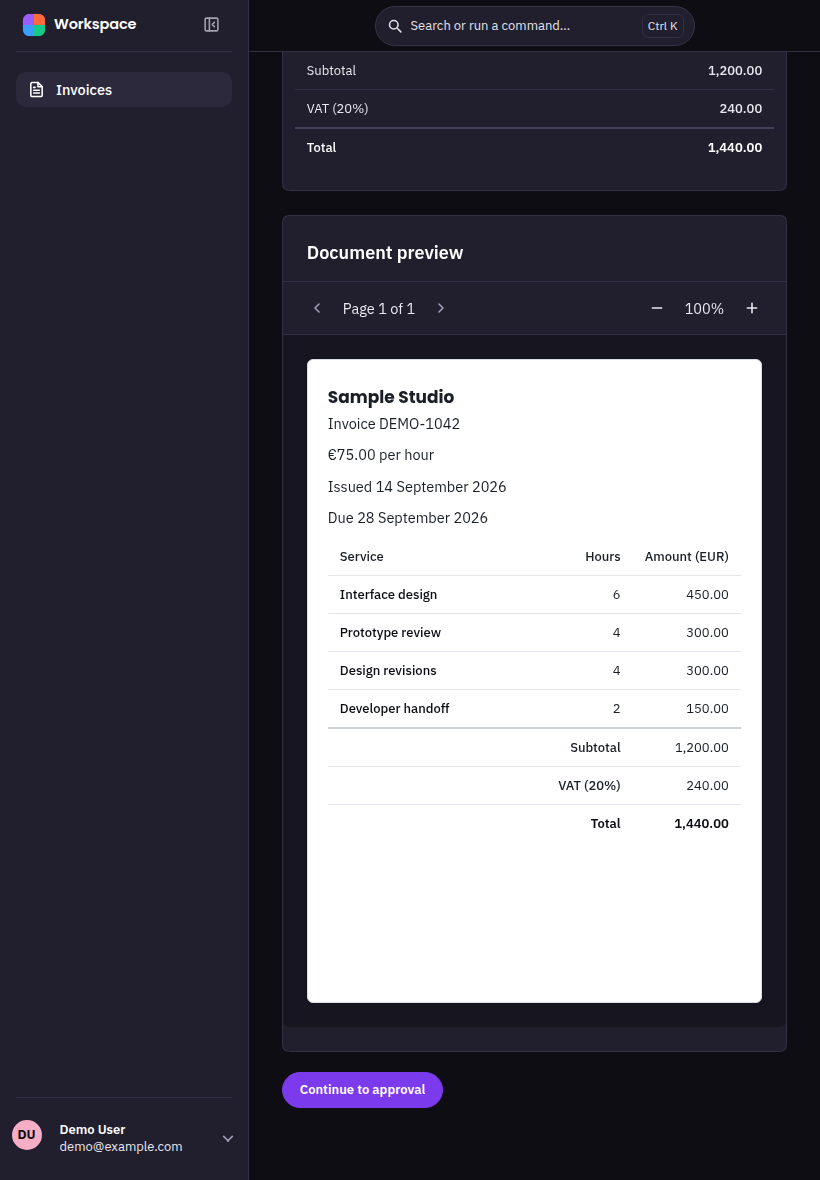 Workspace
Search or run a command...
Ctrl K
Invoices
Subtotal 1,200.00
VAT (20%) 240.00
Total 1,440.00
Document preview
Page 1 of 1
100%
Sample Studio
Invoice DEMO-1042
€75.00 per hour
Issued 14 September 2026
Due 28 September 2026
Service Hours Amount (EUR)
Interface design 6 450.00
Prototype review 4 300.00
Design revisions 4 300.00
Developer handoff 2 150.00
Subtotal 1,200.00
VAT (20%) 240.00
Total 1,440.00
Continue to approval
DU
Demo User
demo@example.com